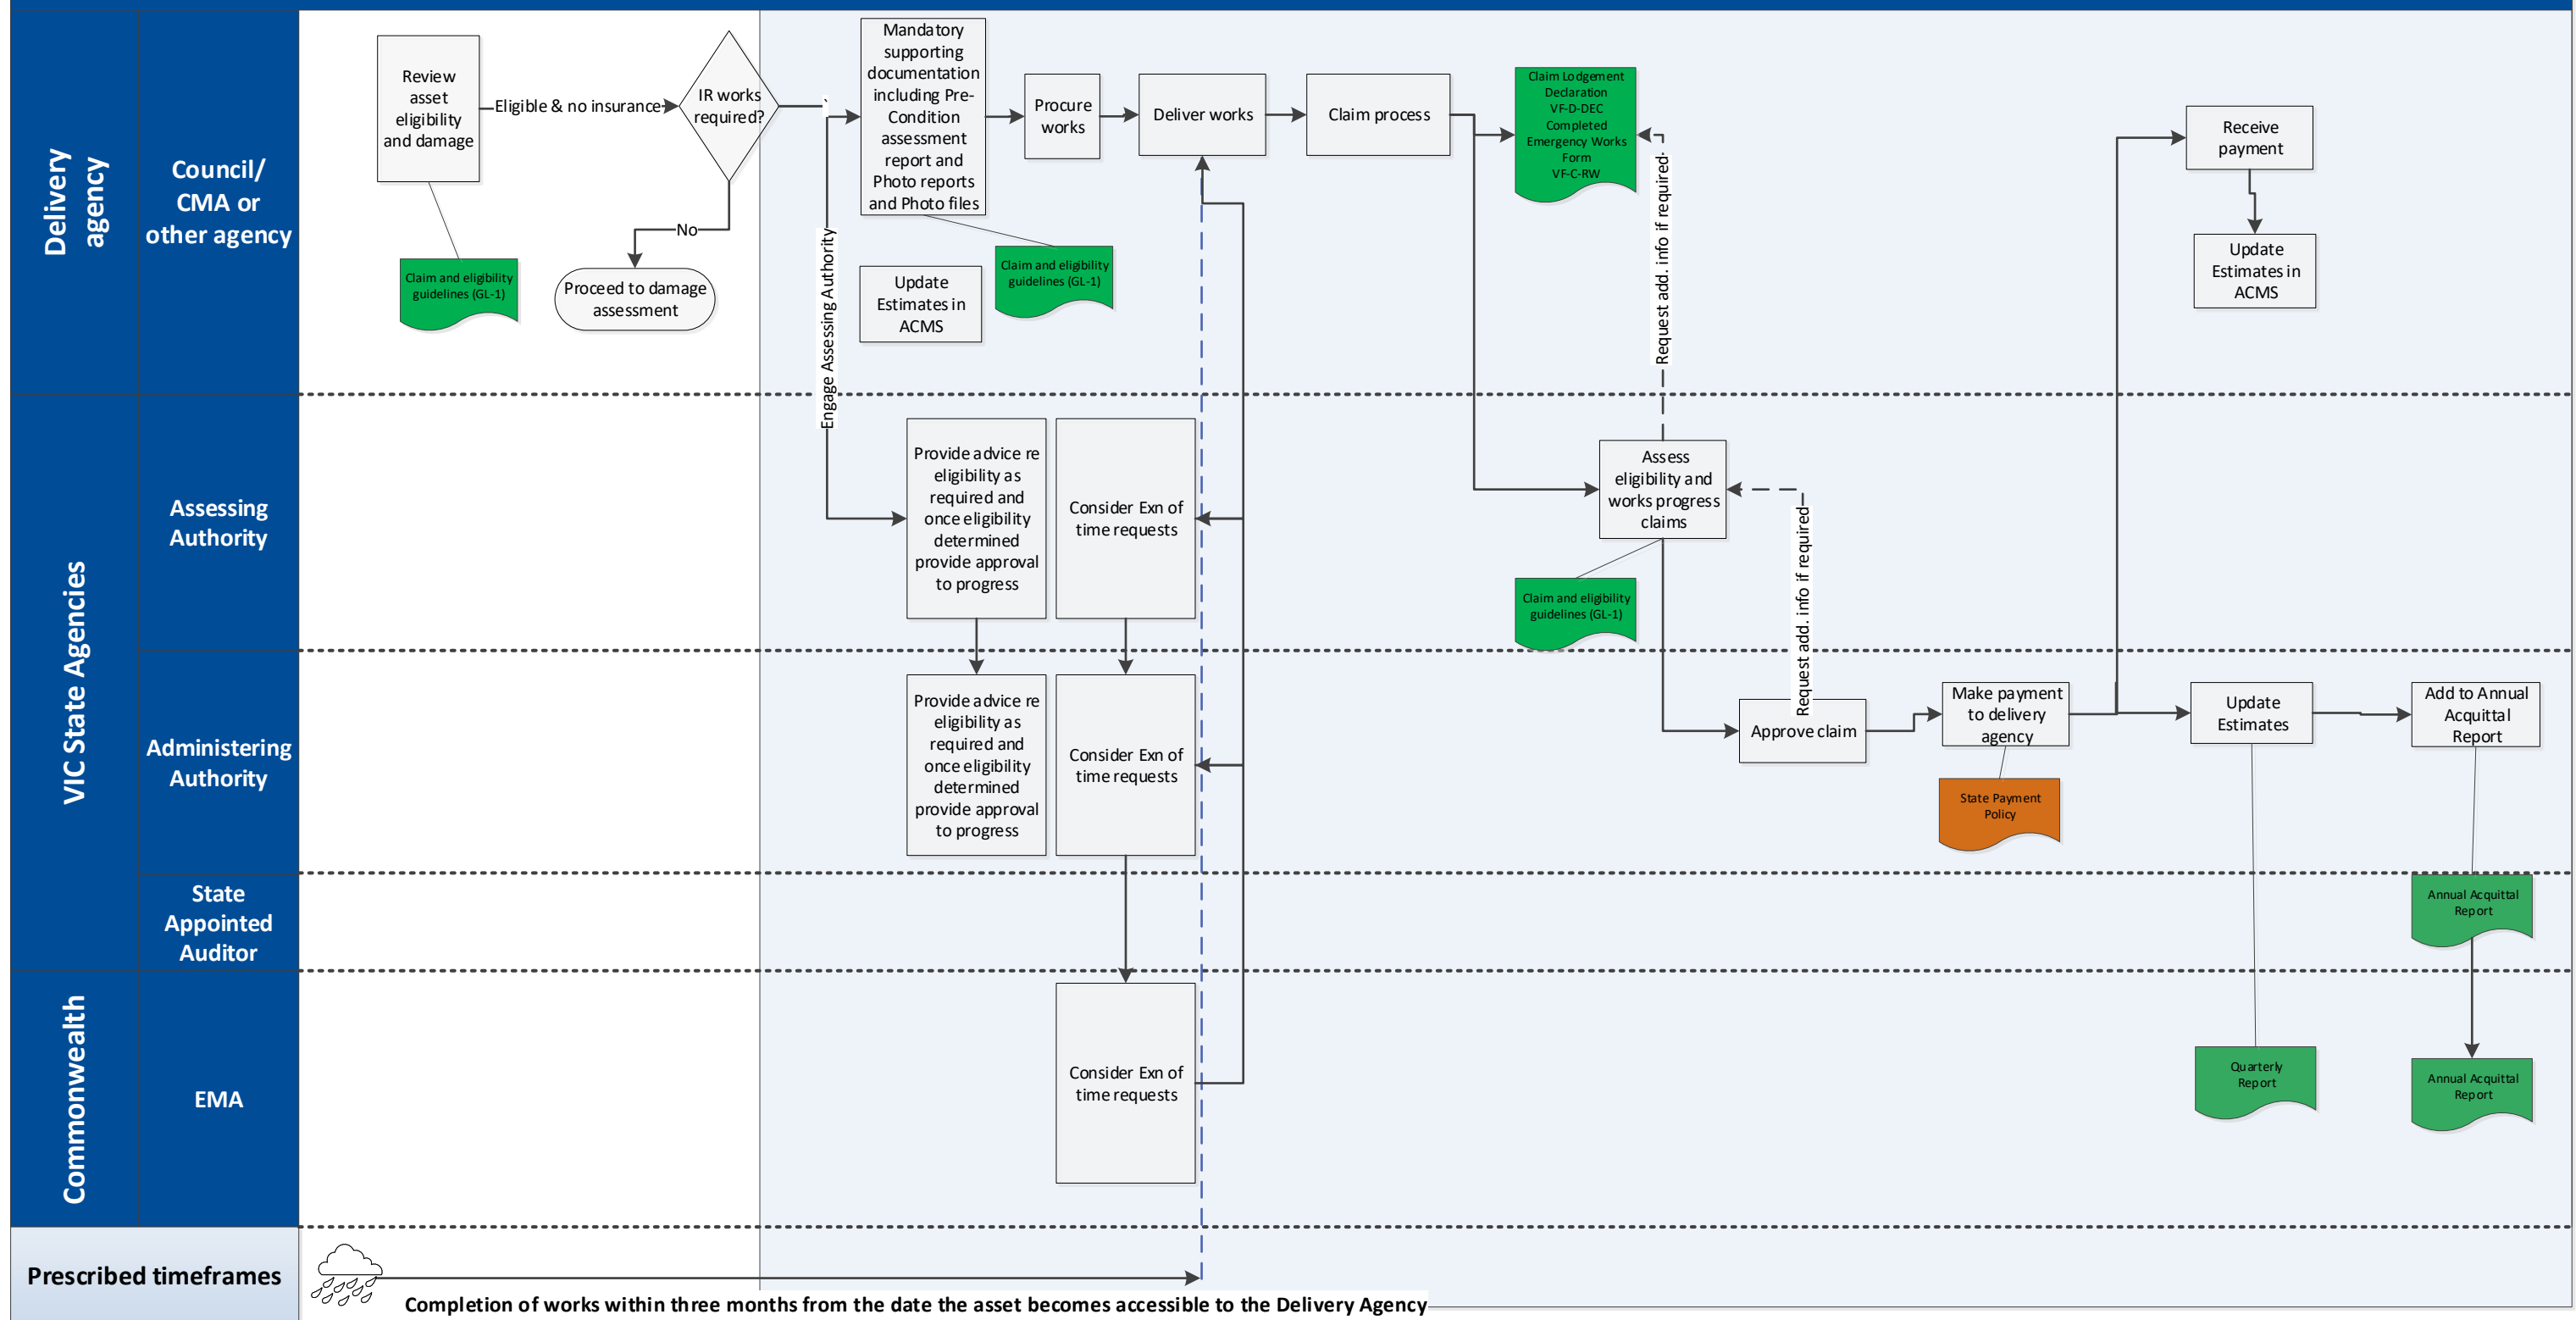 Delivery
agency
Council/
CMA or
other agency
Review
asset
eligibility
and damage
Eligible & no insurance
IR works
required?
No
Proceed to damage
assessment
Claim and eligibility
guidelines (GL-1)
`
Engage Assessing Authority
Mandatory
supporting
documentation
including Pre-
Condition
assessment
report and
Photo reports
and Photo files
Claim and eligibility
guidelines (GL-1)
Update
Estimates in
ACMS
Procure
works
Deliver works
Claim process
Claim Lodgement
Declaration
VF-D-DEC
Completed
Emergency Works
Form
VF-C-RW
Request add. info if required
Receive
payment
Update
Estimates in
ACMS
VIC State Agencies
Assessing
Authority
Provide advice re
eligibility as
required and
once eligibility
determined
provide approval
to progress
Consider Exn of
time requests
Assess
eligibility and
works progress
claims
Claim and eligibility
guidelines (GL-1)
Request add. info if required
Administering
Authority
Provide advice re
eligibility as
required and
once eligibility
determined
provide approval
to progress
Consider Exn of
time requests
Approve claim
Make payment
to delivery
agency
State Payment
Policy
Update
Estimates
Add to Annual
Acquittal
Report
State
Appointed
Auditor
Annual Acquittal
Report
Commonwealth
EMA
Consider Exn of
time requests
Quarterly
Report
Annual Acquittal
Report
Prescribed timeframes
Completion of works within three months from the date the asset becomes accessible to the Delivery Agency